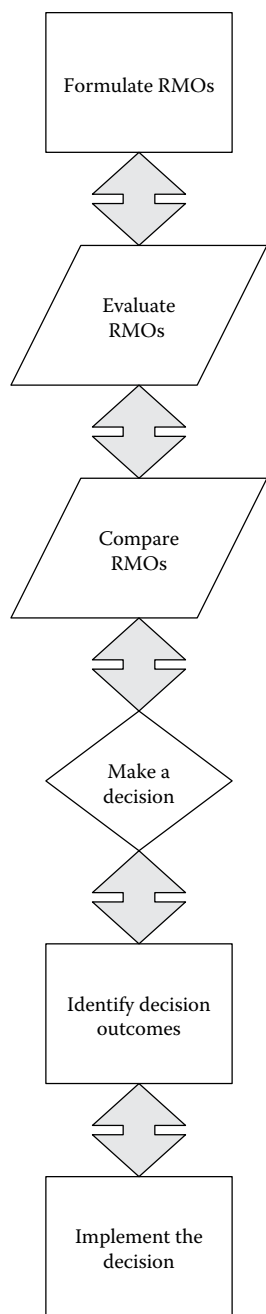 Formulate RMOs
Evaluate
RMOs
Compare
RMOs
Make a
decision
Identify decision
outcomes
Implement the
decision